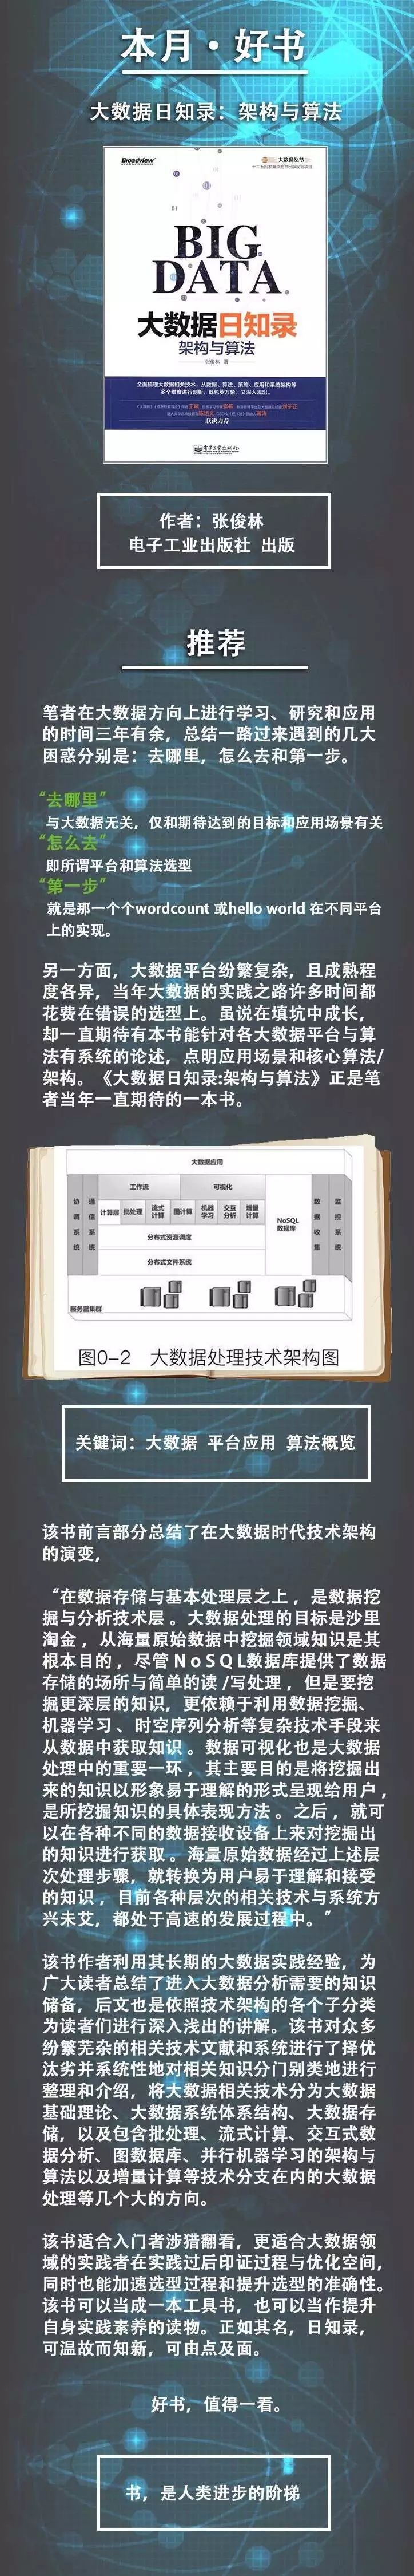 本月·好书
大数据日知录：架构与算法
Broadview
大数据丛书
BIG
DATA
大数据日知录
架构与算法
张俊林 著
全面梳理大数据相关技术，从数据、算法、策略、应用和系统架构等
多个维度进行剖析，既包罗万象，又深入浅出。
联袂力荐
电子工业出版社
作者：张俊林
电子工业出版社 出版
推荐
笔者在大数据方向上进行学习、研究和应用
的时间三年有余，总结一路过来遇到的几大
困惑分别是：去哪里，怎么去和第一步。
“去哪里”
与大数据无关，仅和期待达到的目标和应用场景有关
“怎么去”
即所谓平台和算法选型
“第一步”
就是那一个个wordcount 或hello world 在不同平台
上的实现。
另一方面，大数据平台纷繁复杂，且成熟程
度各异，当年大数据的实践之路许多时间都
花费在错误的选型上。虽说在填坑中成长，
却一直期待有本书能针对各大数据平台与算
法有系统的论述，点明应用场景和核心算法/
架构。《大数据日知录:架构与算法》正是笔
者当年一直期待的一本书。
大数据应用
协调系统
通信系统
工作流
可视化
计算层
批处理
流式计算
图计算
机器学习
交互分析
增量计算
NoSQL数据库
数据收集
监控系统
分布式资源调度
分布式文件系统
服务器集群
图0-2 大数据处理技术架构图
关键词：大数据 平台应用 算法概览
该书前言部分总结了在大数据时代技术架构
的演变，
“在数据存储与基本处理层之上 ，是数据挖
掘与分析技术层 。大数据处理的目标是沙里
淘金 ，从海量原始数据中挖掘领域知识是其
根本目的 ，尽管 N o S Q L数据库提供了数据
存储的场所与简单的读 /写处理 ，但是要挖
掘更深层的知识，更依赖于利用数据挖掘、
机器学习 、时空序列分析等复杂技术手段来
从数据中获取知识 。数据可视化也是大数据
处理中的重要一环 ，其主要目的是将挖掘出
来的知识以形象易于理解的形式呈现给用户 ，
是所挖掘知识的具体表现方法 。之后 ，就可
以在各种不同的数据接收设备上来对挖掘出
的知识进行获取 。海量原始数据经过上述层
次处理步骤，就转换为用户易于理解和接受
的知识 ，目前各种层次的相关技术与系统方
兴未艾，都处于高速的发展过程中。”
该书作者利用其长期的大数据实践经验，为
广大读者总结了进入大数据分析需要的知识
储备，后文也是依照技术架构的各个子分类
为读者们进行深入浅出的讲解。该书对众多
纷繁芜杂的相关技术文献和系统进行了择优
汰劣并系统性地对相关知识分门别类地进行
整理和介绍，将大数据相关技术分为大数据
基础理论、大数据系统体系结构、大数据存
储，以及包含批处理、流式计算、交互式数
据分析、图数据库、并行机器学习的架构与
算法以及增量计算等技术分支在内的大数据
处理等几个大的方向。
该书适合入门者涉猎翻看，更适合大数据领
域的实践者在实践过后印证过程与优化空间，
同时也能加速选型过程和提升选型的准确性。
该书可以当成一本工具书，也可以当作提升
自身实践素养的读物。正如其名，日知录，
可温故而知新，可由点及面。
好书，值得一看。
书，是人类进步的阶梯